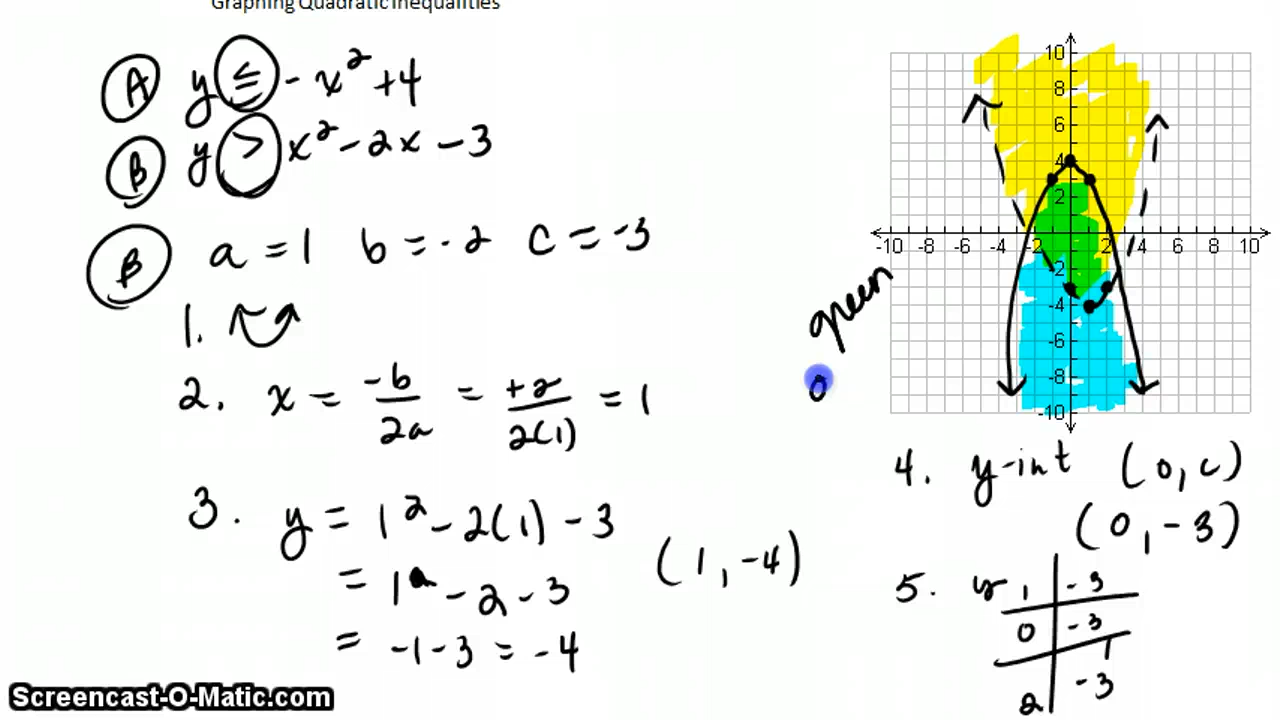 Graphing Quadratic Inequalities
A y ≤ -x² + 4
B y > x² - 2x - 3
B a = 1 b = -2 c = -3
1.
2. x = -b/2a = +2/2(1) = 1
3. y = 1² - 2(1) - 3
= 1² - 2 - 3
= -1 - 3 = -4
(1, -4)
10
8
6
4
2
-10 -8 -6 -4 -2 2 4 6 8 10
-2
-4
-6
-8
-10
green
4. y-int (0, c)
(0, -3)
5.
1 | -3
0 | -3
2 | -3
Screencast-O-Matic.com